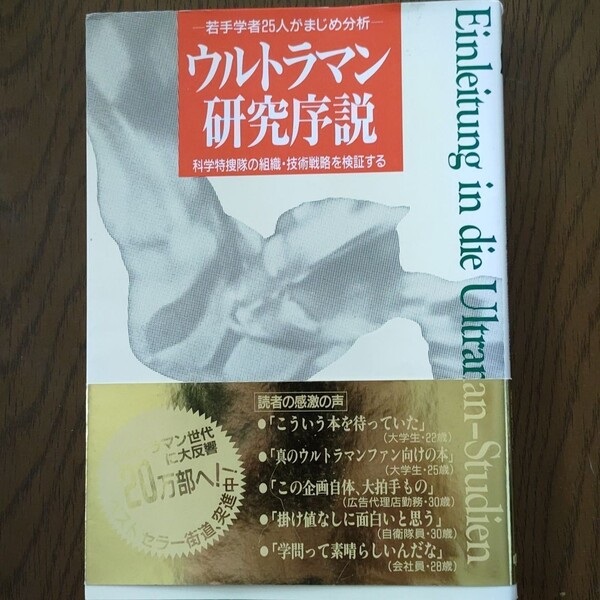 若手学者25人がまじめ分析
ウルトラマン
研究序説
科学特捜隊の組織・技術戦略を検証する
Einleitung in die Ultraman-Studien
マン世代
に大反響
20万部へ!
スト セラー街道、突進中!
読者の感激の声
●「こういう本を待っていた」
(大学生・22歳)
●「真のウルトラマンファン向けの本」
(大学生・25歳)
●「この企画自体、大拍手もの」
(広告代理店勤務・30歳)
●「掛け値なしに面白いと思う」
(自衛隊員・30歳)
●「学問って素晴らしいんだな」
(会社員・28歳)